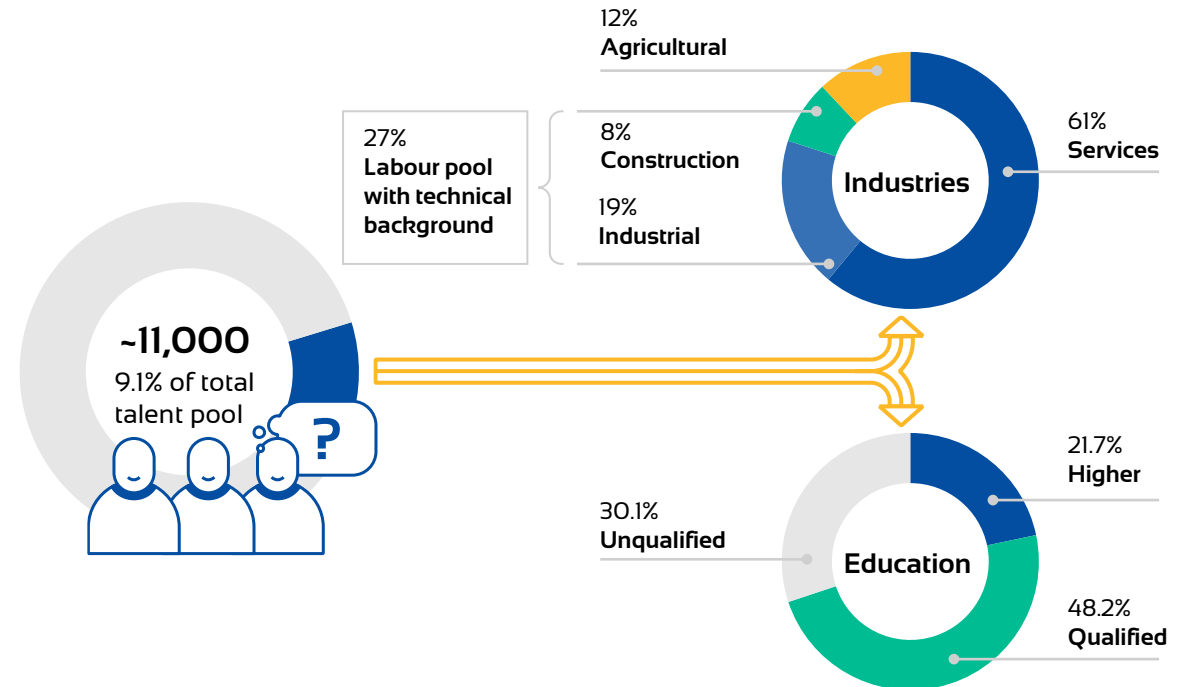 12%
Agricultural
27%
Labour pool
with technical
background
8%
Construction
19%
Industrial
Industries
61%
Services
~11,000
9.1% of total
talent pool
?
30.1%
Unqualified
Education
21.7%
Higher
48.2%
Qualified